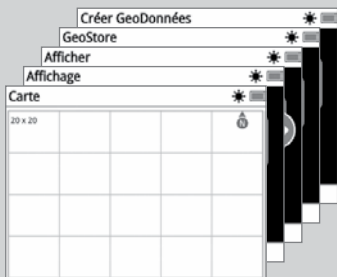 Créer GeoDonnées
GeoStore
Afficher
Affichage
Carte
20 x 20
N